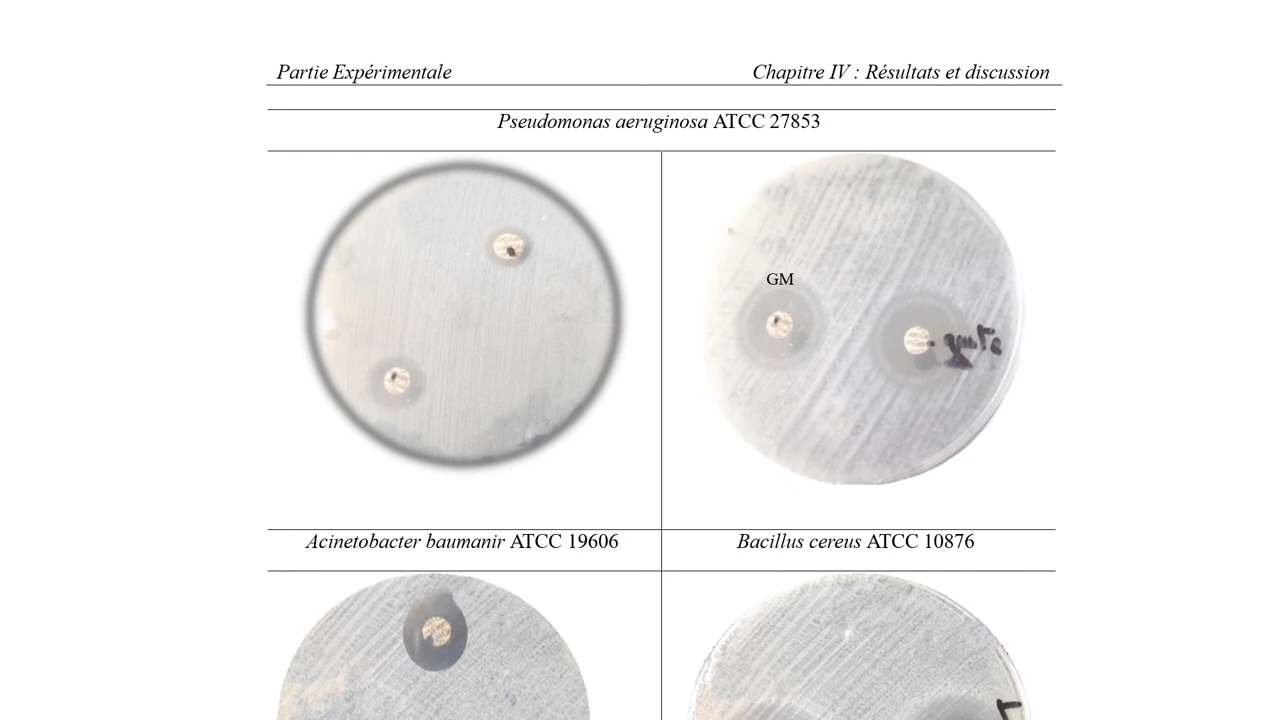 Partie Expérimentale Chapitre IV : Résultats et discussion
Pseudomonas aeruginosa ATCC 27853
GM
Acinetobacter baumanir ATCC 19606 Bacillus cereus ATCC 10876